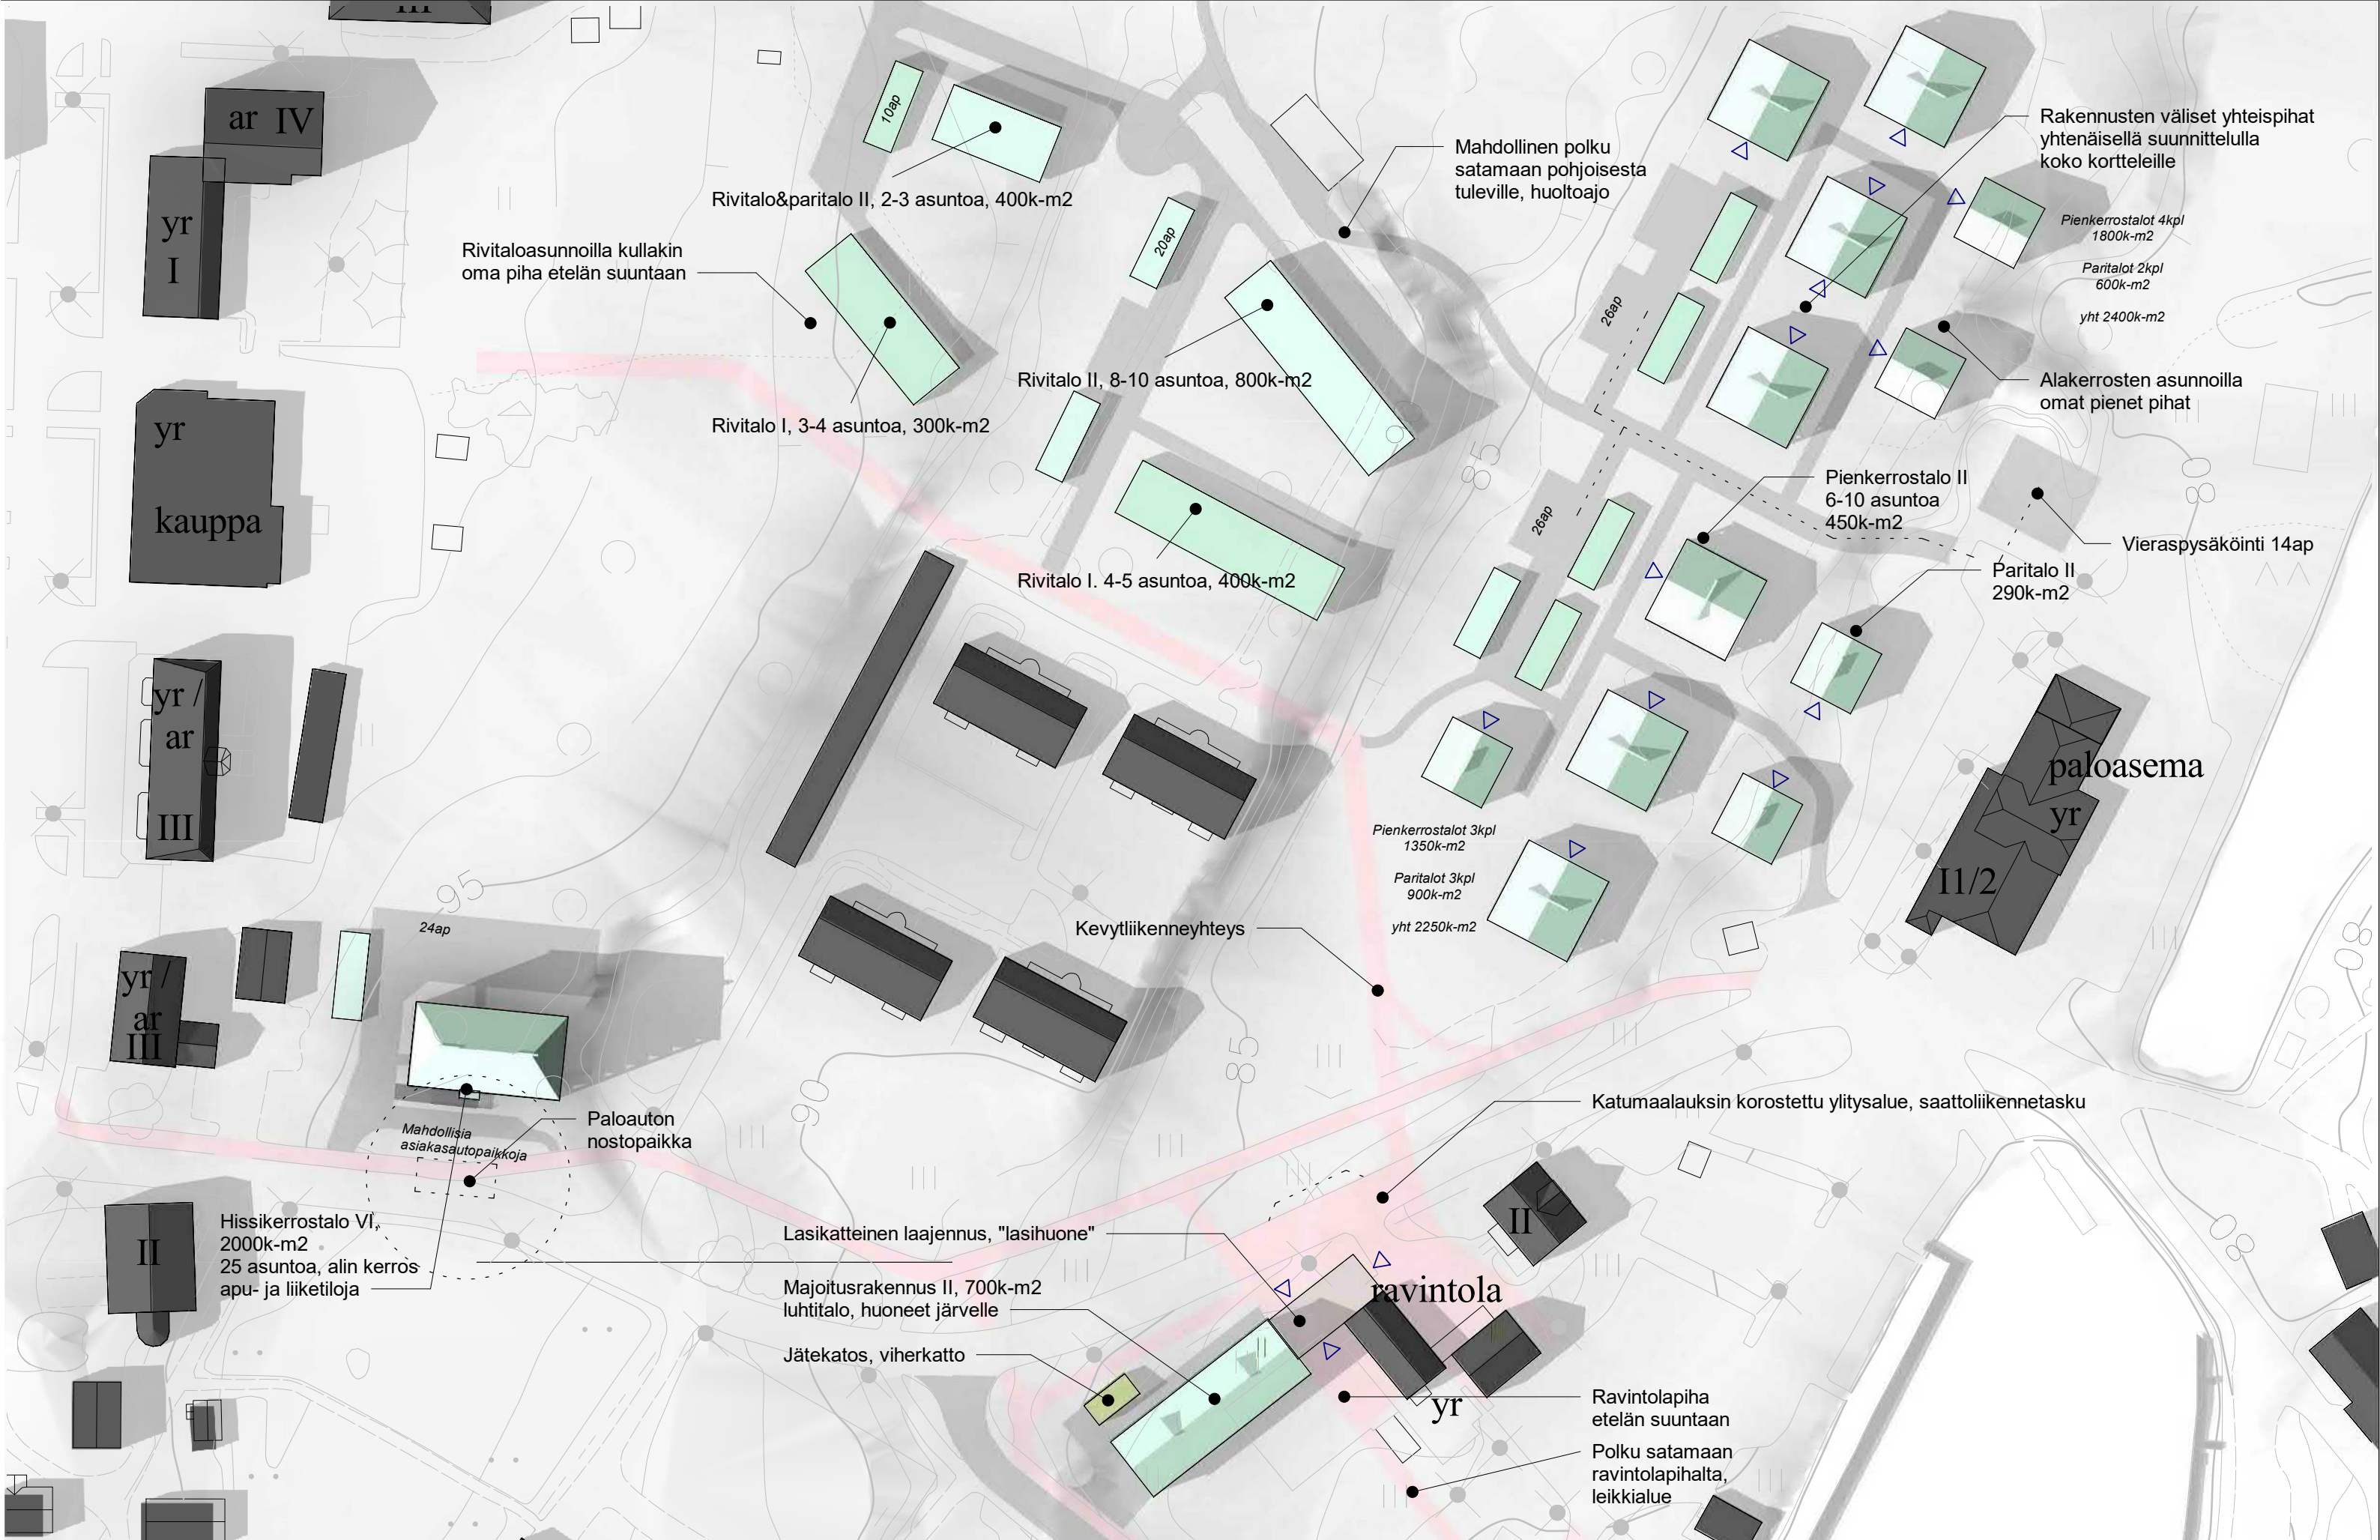 III
ar IV
yr
I
yr
kauppa
yr /
ar
III
yr /
ar
III
II
10ap
Rivitalo&paritalo II, 2-3 asuntoa, 400k-m2
Rivitaloasunnoilla kullakin
oma piha etelän suuntaan
Rivitalo I, 3-4 asuntoa, 300k-m2
20ap
Rivitalo II, 8-10 asuntoa, 800k-m2
Rivitalo I. 4-5 asuntoa, 400k-m2
Mahdollinen polku
satamaan pohjoisesta
tuleville, huoltoajo
Rakennusten väliset yhteispihat
yhtenäisellä suunnittelulla
koko kortteleille
Pienkerrostalot 4kpl
1800k-m2
Paritalot 2kpl
600k-m2
yht 2400k-m2
26ap
Alakerrosten asunnoilla
omat pienet pihat
85
80
26ap
Pienkerrostalo II
6-10 asuntoa
450k-m2
Vieraspysäköinti 14ap
Paritalo II
290k-m2
paloasema
yr
I1/2
Pienkerrostalot 3kpl
1350k-m2
Paritalot 3kpl
900k-m2
yht 2250k-m2
Kevytliikenneyhteys
95
24ap
80
85
90
Paloauton
nostopaikka
Mahdollisia
asiakasautopaikkoja
Katumaalauksin korostettu ylitysalue, saattoliikennetasku
Hissikerrostalo VI,
2000k-m2
25 asuntoa, alin kerros
apu- ja liiketiloja
Lasikatteinen laajennus, "lasihuone"
II
Majoitusrakennus II, 700k-m2
luhtitalo, huoneet järvelle
ravintola
Jätekatos, viherkatto
II
yr
Ravintolapiha
etelän suuntaan
Polku satamaan
ravintolapihalta,
leikkialue